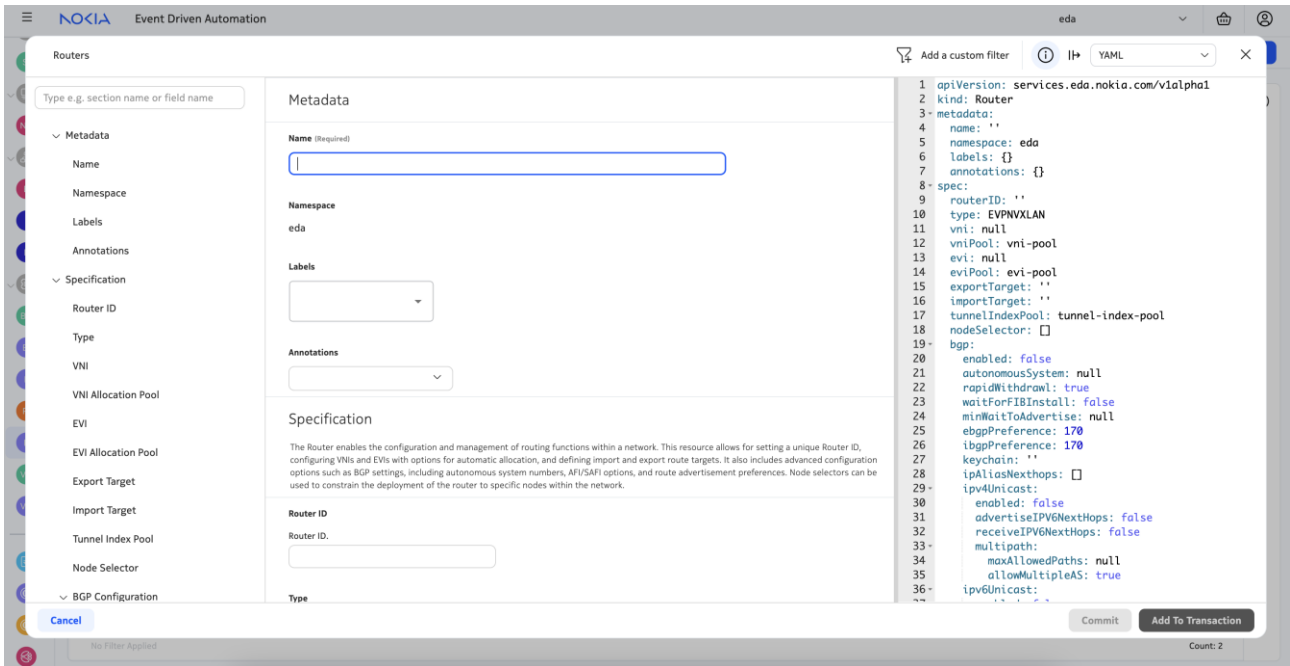 NOKIA Event Driven Automation eda
Routers Add a custom filter YAML
Type e.g. section name or field name
Metadata
Name
Namespace
Labels
Annotations
Specification
Router ID
Type
VNI
VNI Allocation Pool
EVI
EVI Allocation Pool
Export Target
Import Target
Tunnel Index Pool
Node Selector
BGP Configuration
Metadata
Name (Required)
Namespace
eda
Labels
Annotations
Specification
The Router enables the configuration and management of routing functions within a network. This resource allows for setting a unique Router ID,
configuring VNIs and EVIs with options for automatic allocation, and defining import and export route targets. It also includes advanced configuration
options such as BGP settings, including autonomous system numbers, AFI/SAFI options, and route advertisement preferences. Node selectors can be
used to constrain the deployment of the router to specific nodes within the network.
Router ID
Router ID.
Type
1 apiVersion: services.eda.nokia.com/v1alpha1
2 kind: Router
3 metadata:
4 name: ''
5 namespace: eda
6 labels: {}
7 annotations: {}
8 spec:
9 routerID: ''
10 type: EVPNVXLAN
11 vni: null
12 vniPool: vni-pool
13 evi: null
14 eviPool: evi-pool
15 exportTarget: ''
16 importTarget: ''
17 tunnelIndexPool: tunnel-index-pool
18 nodeSelector: []
19 bgp:
20 enabled: false
21 autonomousSystem: null
22 rapidWithdrawl: true
23 waitForFIBInstall: false
24 minWaitToAdvertise: null
25 ebgpPreference: 170
26 ibgpPreference: 170
27 keychain: ''
28 ipAliasNexthops: []
29 ipv4Unicast:
30 enabled: false
31 advertiseIPV6NextHops: false
32 receiveIPV6NextHops: false
33 multipath:
34 maxAllowedPaths: null
35 allowMultipleAS: true
36 ipv6Unicast:
Cancel Commit Add To Transaction
No Filter Applied Count: 2